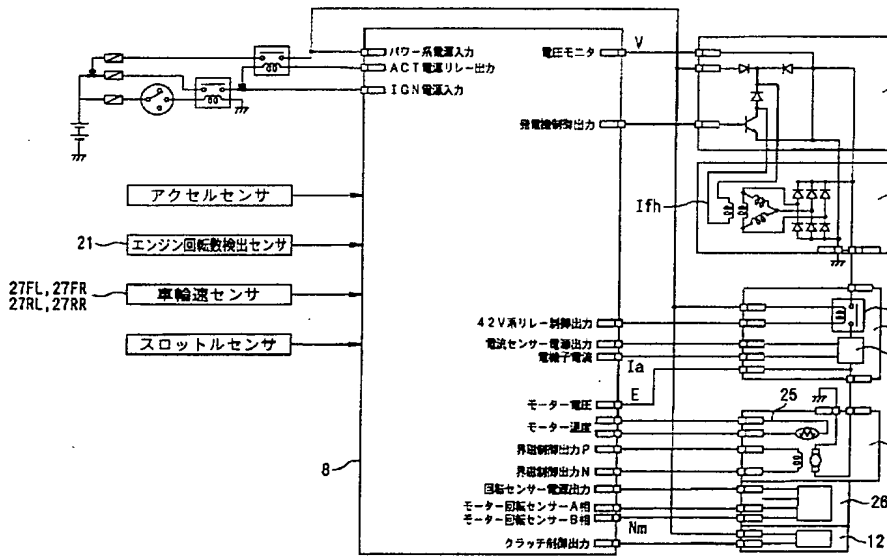 パワー系電源入力
ACT電源リレー出力
IGN電源入力
電圧モニタ
V
発電機制御出力
Ifh
アクセルセンサ
21
エンジン回転数検出センサ
27FL,27FR
27RL,27RR
車輪速センサ
スロットルセンサ
42V系リレー制御出力
電流センサー電源出力
電機子電流
Ia
E
モーター電圧
25
モーター温度
界磁制御出力P
8
界磁制御出力N
回転センサー電源出力
26
モーター回転センサーA相
モーター回転センサーB相
Nm
12
クラッチ制御出力